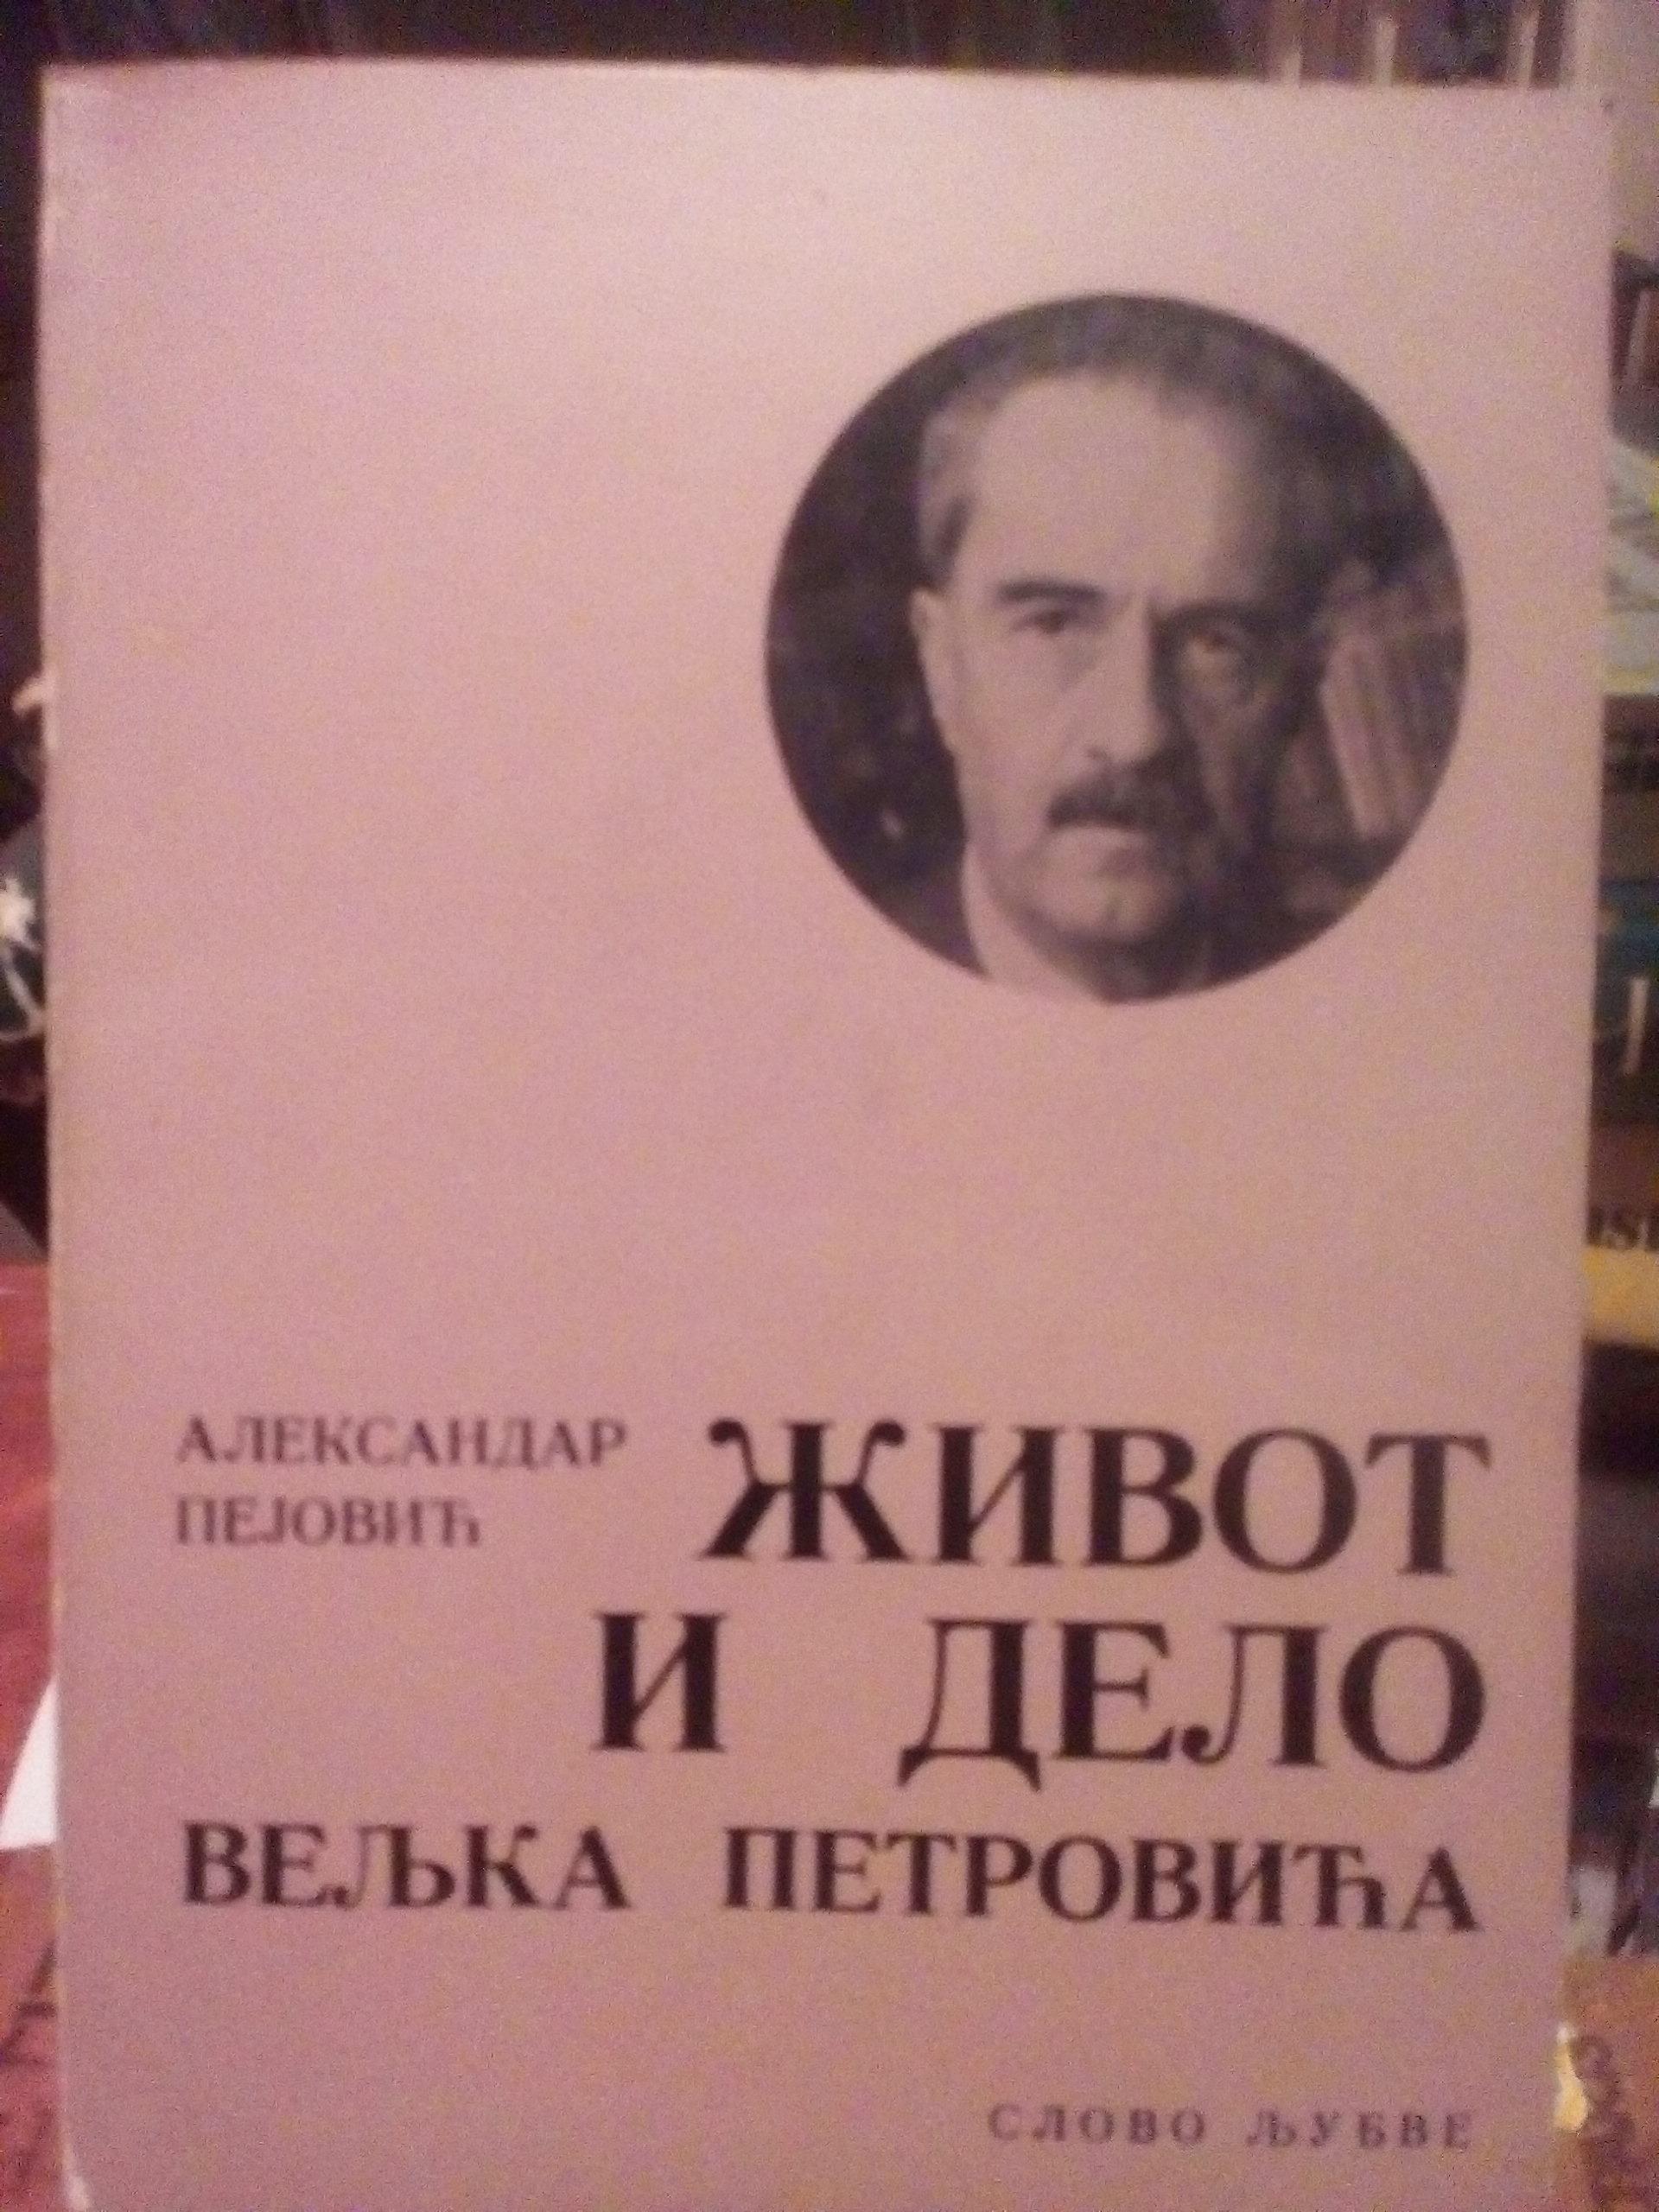 АЛЕКСАНДАР
ПЕЈОВИЋ
ЖИВОТ
И ДЕЛО
ВЕЉКА ПЕТРОВИЋА
СЛОВО ЉУБВЕ